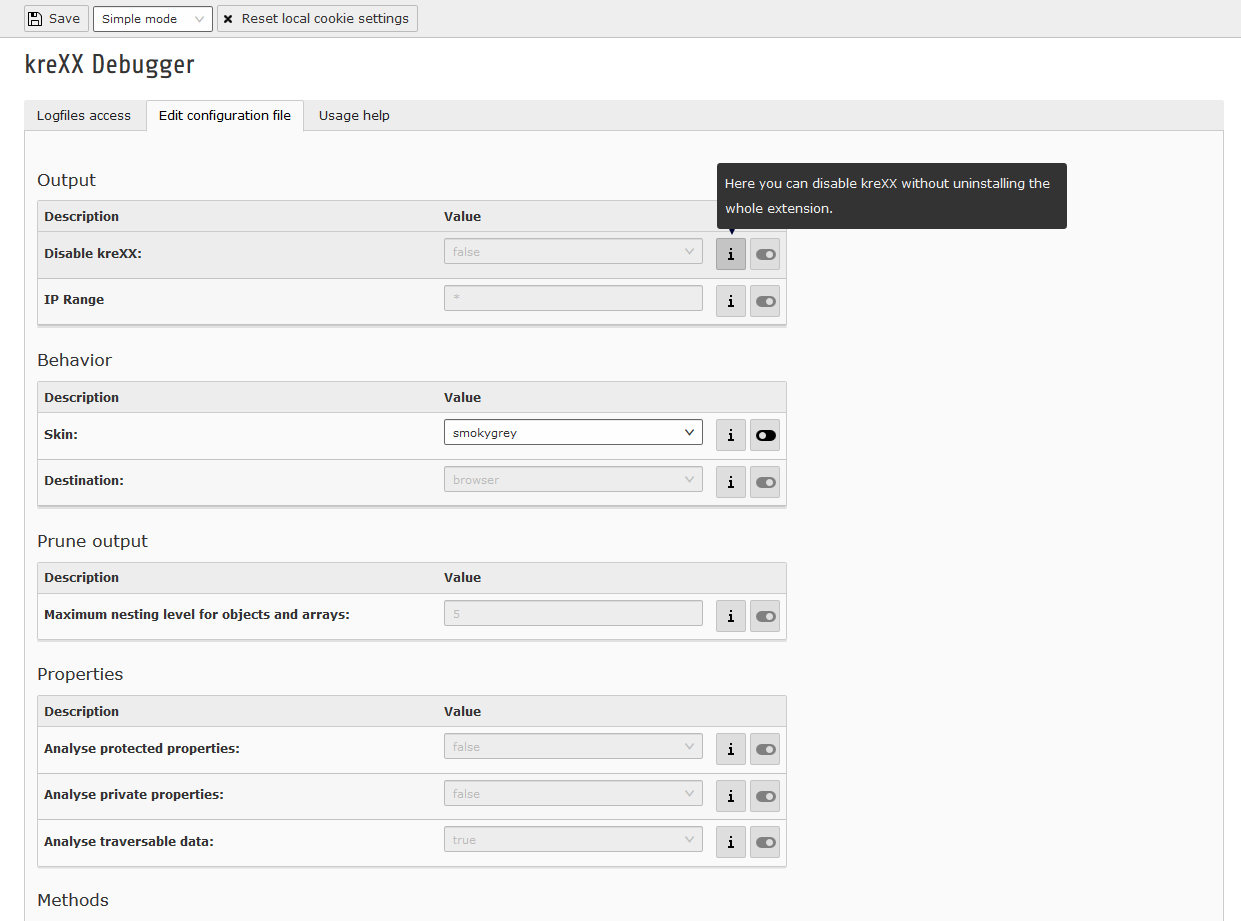 Save Simple mode Reset local cookie settings
kreXX Debugger
Logfiles access Edit configuration file Usage help
Output
Here you can disable kreXX without uninstalling the
whole extension.
Description Value
Disable kreXX: false i
IP Range * i
Behavior
Description Value
Skin: smokygrey i
Destination: browser i
Prune output
Description Value
Maximum nesting level for objects and arrays: 5 i
Properties
Description Value
Analyse protected properties: false i
Analyse private properties: false i
Analyse traversable data: true i
Methods